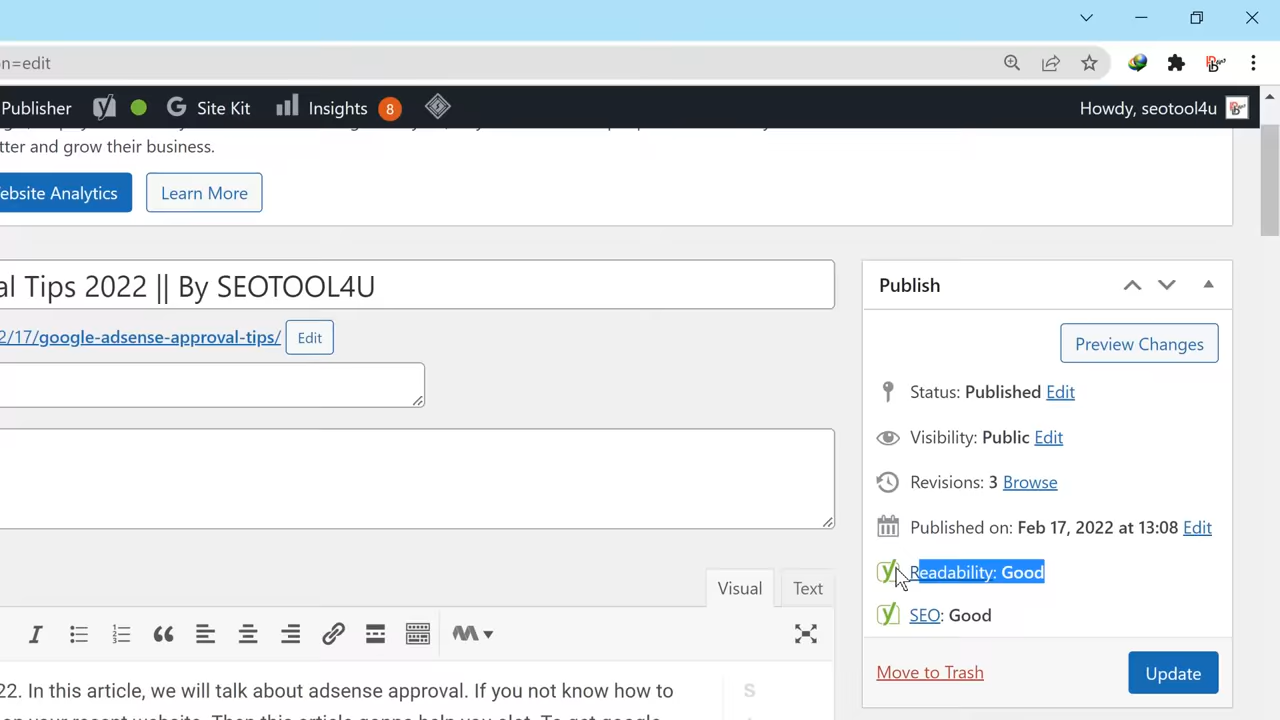 n=edit
Publisher
Site Kit
Insights 8
Howdy, seotool4u
tter and grow their business.
ebsite Analytics
Learn More
al Tips 2022 || By SEOTOOL4U
2/17/google-adsense-approval-tips/ Edit
Publish
Preview Changes
Status: Published Edit
Visibility: Public Edit
Revisions: 3 Browse
Published on: Feb 17, 2022 at 13:08 Edit
Readability: Good
SEO: Good
Move to Trash
Update
Visual
Text
22. In this article, we will talk about adsense approval. If you not know how to